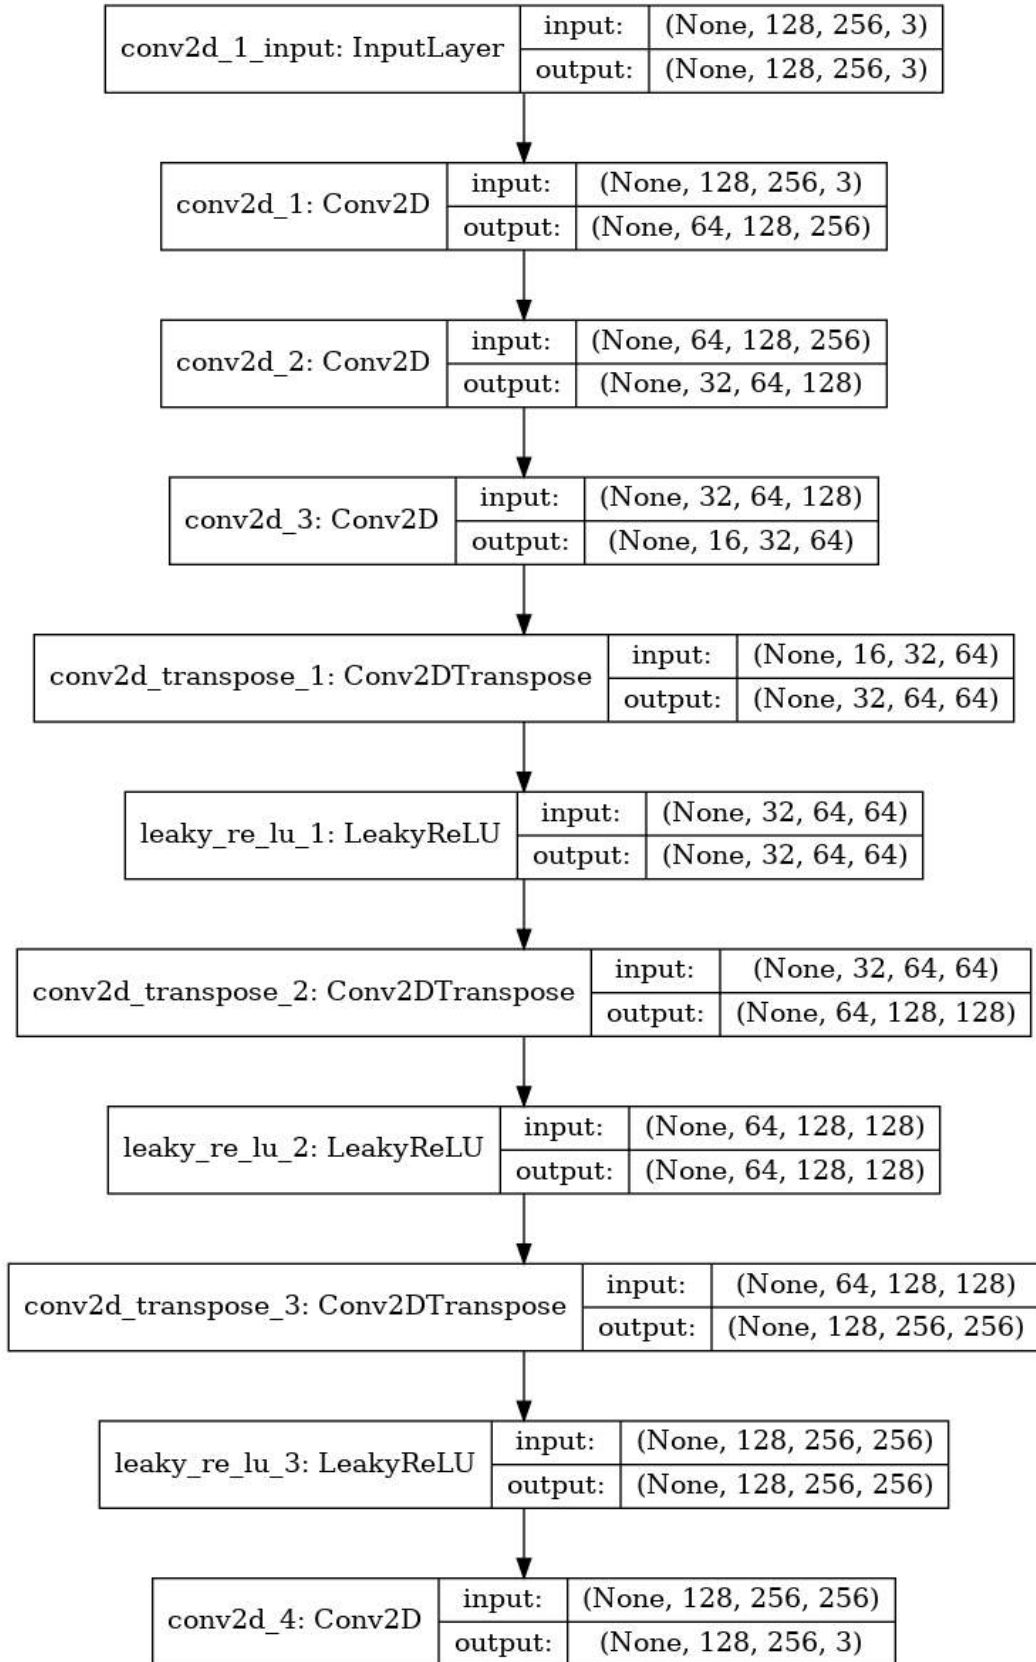 conv2d_1_input: InputLayer
input: (None, 128, 256, 3)
output: (None, 128, 256, 3)
conv2d_1: Conv2D
input: (None, 128, 256, 3)
output: (None, 64, 128, 256)
conv2d_2: Conv2D
input: (None, 64, 128, 256)
output: (None, 32, 64, 128)
conv2d_3: Conv2D
input: (None, 32, 64, 128)
output: (None, 16, 32, 64)
conv2d_transpose_1: Conv2DTranspose
input: (None, 16, 32, 64)
output: (None, 32, 64, 64)
leaky_re_lu_1: LeakyReLU
input: (None, 32, 64, 64)
output: (None, 32, 64, 64)
conv2d_transpose_2: Conv2DTranspose
input: (None, 32, 64, 64)
output: (None, 64, 128, 128)
leaky_re_lu_2: LeakyReLU
input: (None, 64, 128, 128)
output: (None, 64, 128, 128)
conv2d_transpose_3: Conv2DTranspose
input: (None, 64, 128, 128)
output: (None, 128, 256, 256)
leaky_re_lu_3: LeakyReLU
input: (None, 128, 256, 256)
output: (None, 128, 256, 256)
conv2d_4: Conv2D
input: (None, 128, 256, 256)
output: (None, 128, 256, 3)